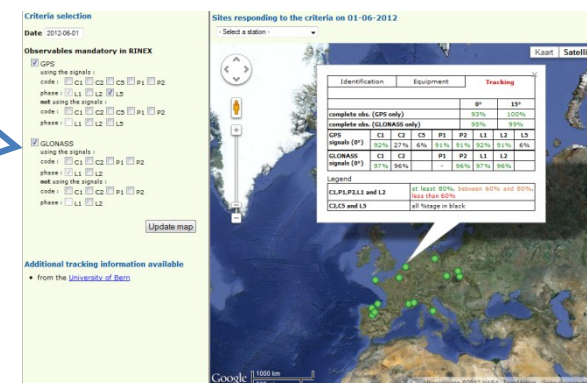 Criteria selection
Date 2012-06-01
Observables mandatory in RINEX
GPS
using the signals :
code : C1 C2 C5 P1 P2
phase : L1 L2 L5
not using the signals :
code : C1 C2 C5 P1 P2
phase : L1 L2 L5
GLONASS
using the signals :
code : C1 C2 P1 P2
phase : L1 L2
not using the signals :
code : C1 C2 P1 P2
phase : L1 L2
Update map
Additional tracking information available
from the University of Bern
Sites responding to the criteria on 01-06-2012
- Select a station -
Kaart Satelli
Identification Equipment Tracking
0° 15°
complete obs. (GPS only) 93% 100%
complete obs. (GLONASS only) 95% 99%
GPS signals (0°) C1 C2 C5 P1 P2 L1 L2 L5
92% 27% 6% 91% 91% 92% 91% 6%
GLONASS signals (0°) C1 C2 P1 P2 L1 L2
97% 96% - 96% 97% 96%
Legend
C1,P1,P2,L1 and L2 at least 80%, between 60% and 80%, less than 60%
C2,C5 and L5 all %tage in black
Google
1000 km